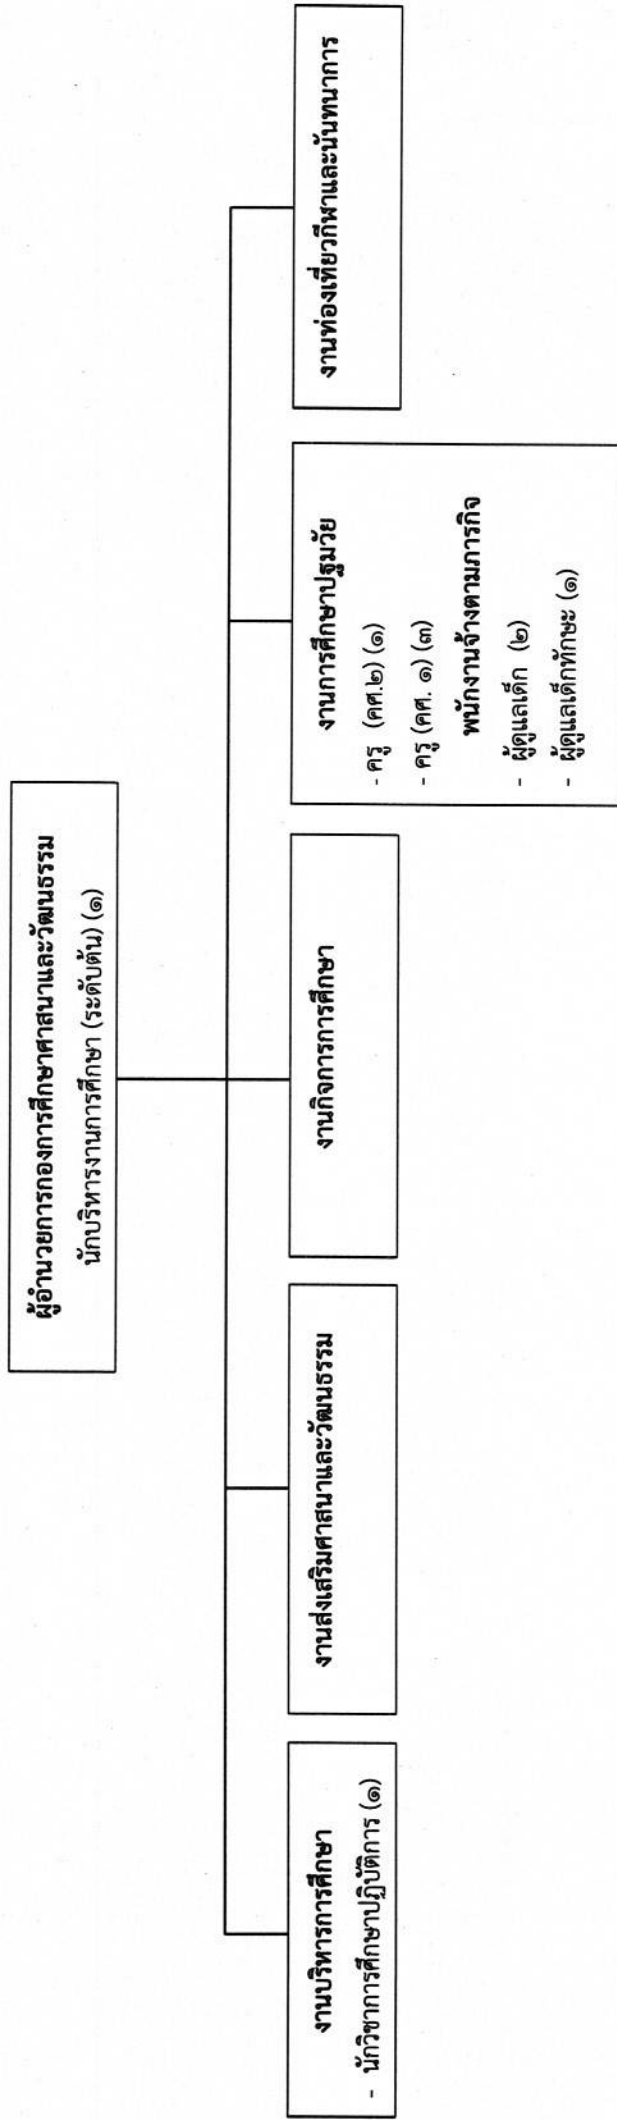 ผู้อำนวยการกองการศึกษาศาสนาและวัฒนธรรม
นักบริหารงานการศึกษา (ระดับต้น) (๑)
งานบริหารการศึกษา
- นักวิชาการศึกษาปฏิบัติการ (๑)
งานส่งเสริมศาสนาและวัฒนธรรม
งานกิจการการศึกษา
งานการศึกษาปฐมวัย
- ครู (คศ.๒) (๑)
- ครู (คศ. ๑) (๓)
พนักงานจ้างตามภารกิจ
- ผู้ดูแลเด็ก (๒)
- ผู้ดูแลเด็กทักษะ (๑)
งานท่องเที่ยวกีฬาและนันทนาการ